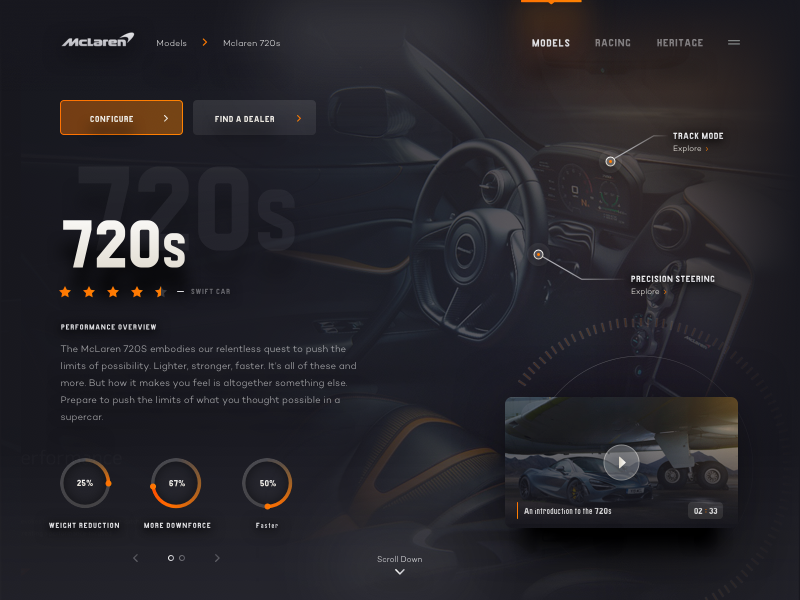 McLaren
Models > Mclaren 720s
MODELS RACING HERITAGE
CONFIGURE >
FIND A DEALER >
TRACK MODE
Explore >
720s
720s
SWIFT CAR
PRECISION STEERING
Explore >
PERFORMANCE OVERVIEW
The McLaren 720S embodies our relentless quest to push the
limits of possibility. Lighter, stronger, faster. It's all of these and
more. But how it makes you feel is altogether something else.
Prepare to push the limits of what you thought possible in a
supercar.
erformance
25%
67%
50%
WEIGHT REDUCTION
MORE DOWNFORCE
Faster
An introduction to the 720s
02 : 33
Scroll Down